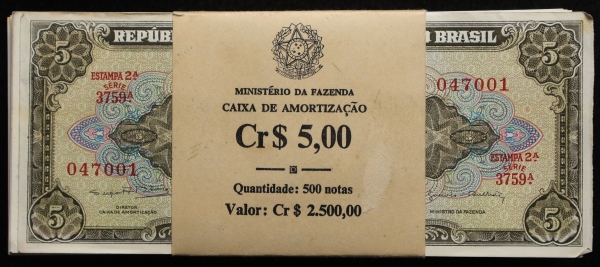 5
REPÚB
ESTAMPA 2ª
SÉRIE
3759ª
047001
DIRETOR
CAIXA DE AMORTIZAÇÃO
5
MINISTÉRIO DA FAZENDA
CAIXA DE AMORTIZAÇÃO
Cr$ 5,00
Quantidade: 500 notas
Valor: Cr $ 2.500,00
O BRASIL
5
047001
ESTAMPA 2ª
SÉRIE
3759ª
MINISTRO DA FAZENDA
5